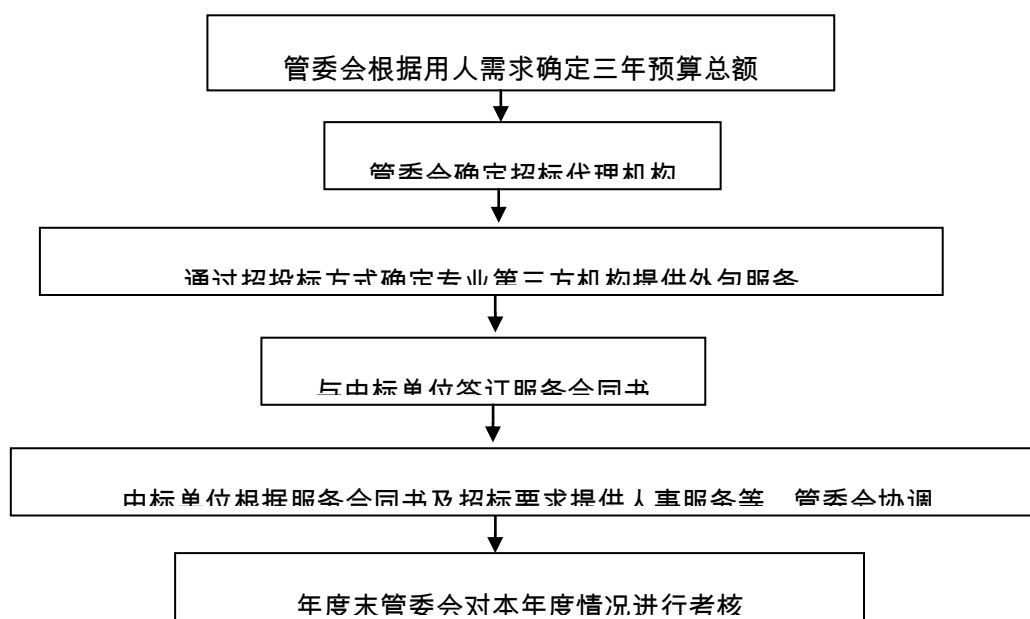 管委会根据用人需求确定三年预算总额
管委会确定招标代理机构
通过招投标方式确定专业第三方机构提供外包服务
与中标单位签订服务合同书
中标单位根据服务合同书及招标要求提供人事服务等 管委会协调
年度末管委会对本年度情况进行考核